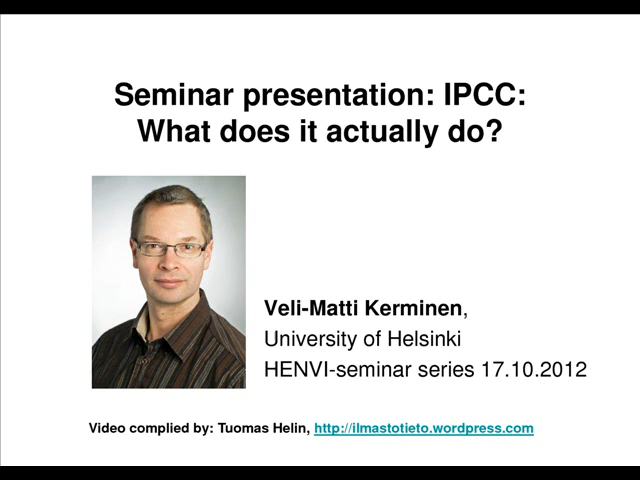 Seminar presentation: IPCC:
What does it actually do?
Veli-Matti Kerminen,
University of Helsinki
HENVI-seminar series 17.10.2012
Video complied by: Tuomas Helin, http://ilmastotieto.wordpress.com